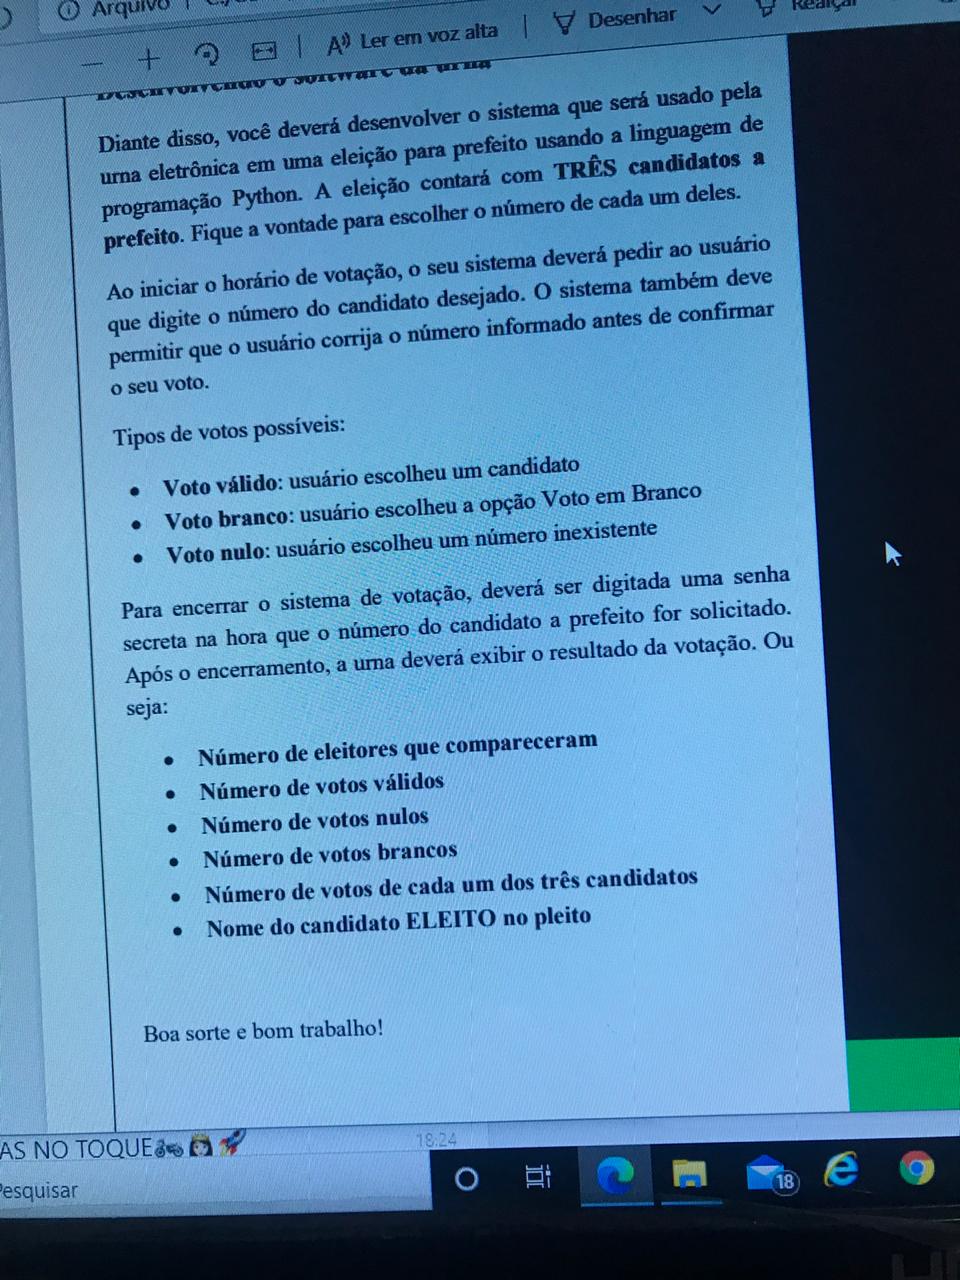 Arquivo
Ler em voz alta
Desenhar
Realçar
Desenvolvendo o software da urna
Diante disso, você deverá desenvolver o sistema que será usado pela
urna eletrônica em uma eleição para prefeito usando a linguagem de
programação Python. A eleição contará com TRÊS candidatos a
prefeito. Fique a vontade para escolher o número de cada um deles.
Ao iniciar o horário de votação, o seu sistema deverá pedir ao usuário
que digite o número do candidato desejado. O sistema também deve
permitir que o usuário corrija o número informado antes de confirmar
o seu voto.
Tipos de votos possíveis:
• Voto válido: usuário escolheu um candidato
• Voto branco: usuário escolheu a opção Voto em Branco
• Voto nulo: usuário escolheu um número inexistente
Para encerrar o sistema de votação, deverá ser digitada uma senha
secreta na hora que o número do candidato a prefeito for solicitado.
Após o encerramento, a urna deverá exibir o resultado da votação. Ou
seja:
• Número de eleitores que compareceram
• Número de votos válidos
• Número de votos nulos
• Número de votos brancos
• Número de votos de cada um dos três candidatos
• Nome do candidato ELEITO no pleito
Boa sorte e bom trabalho!
AS NO TOQUE🏍👸🚀
18:24
Pesquisar
18